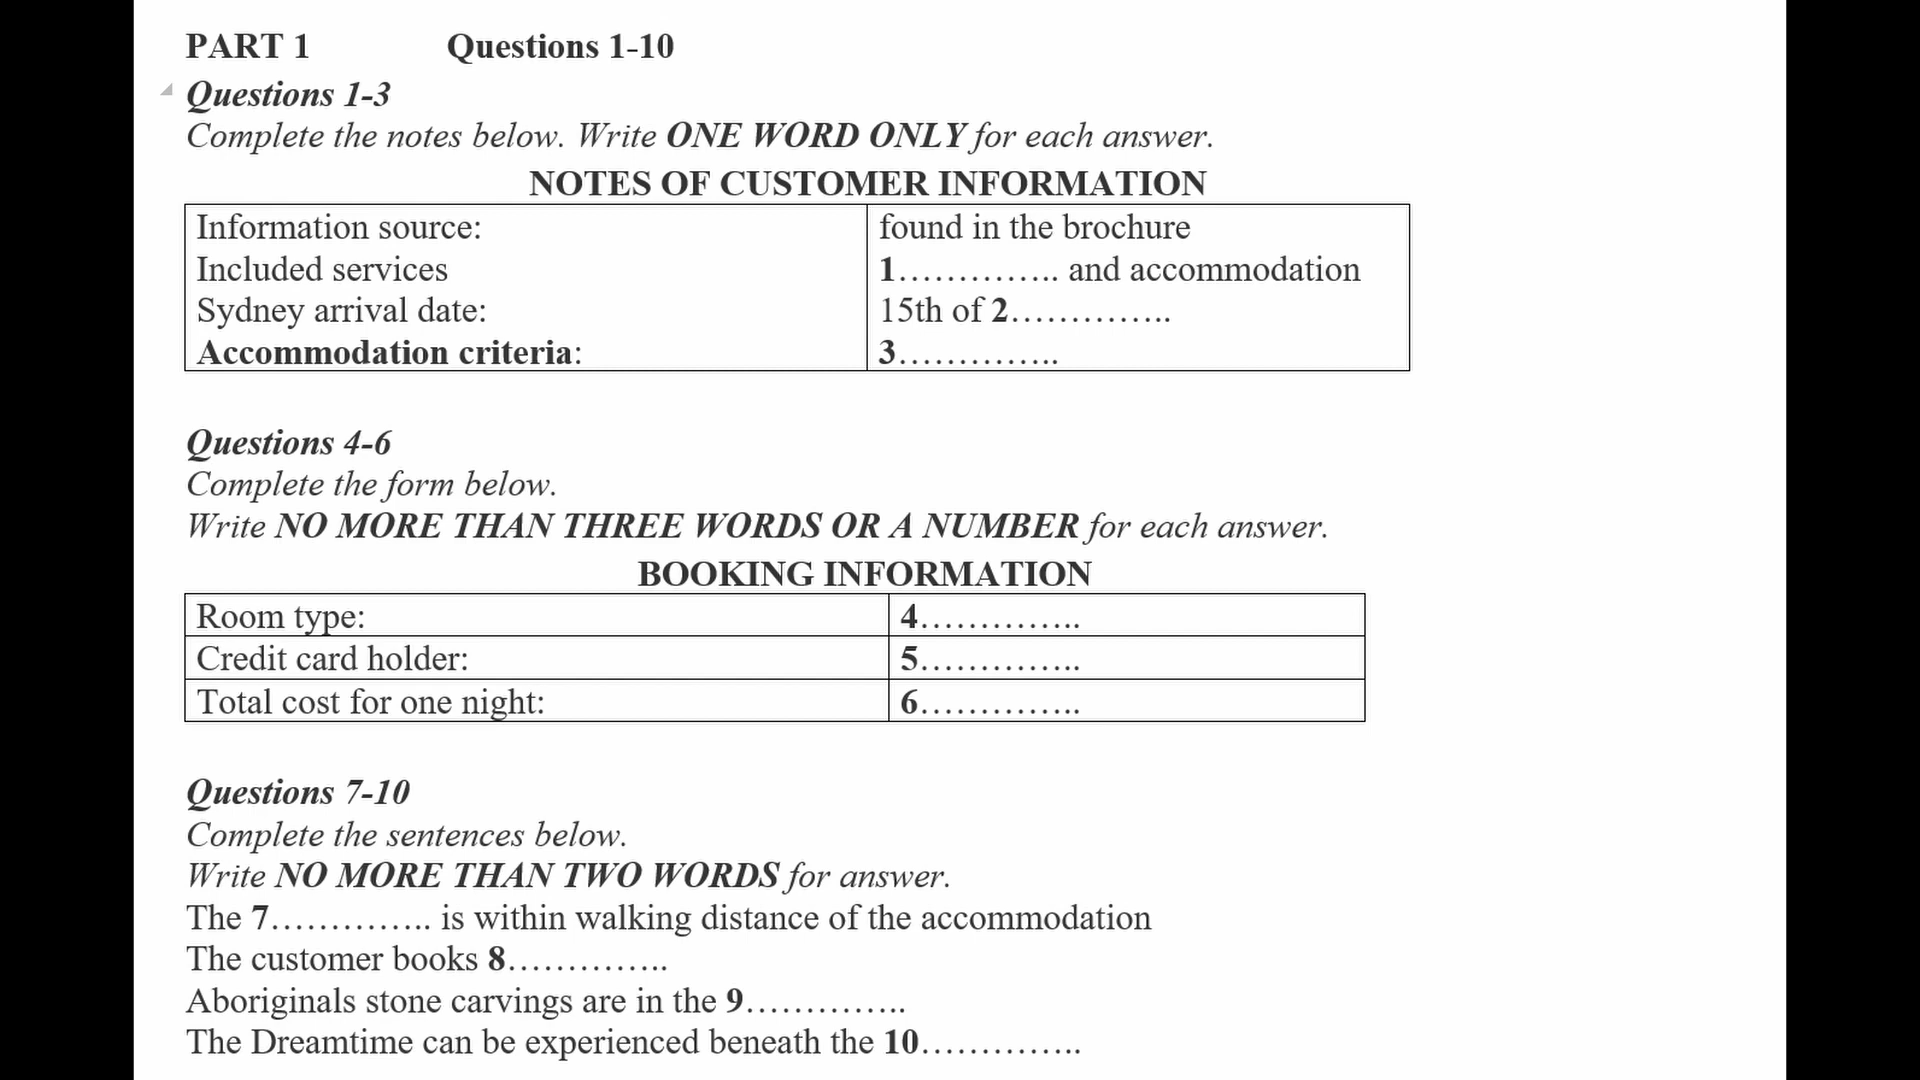 PART 1 Questions 1-10
Questions 1-3
Complete the notes below. Write ONE WORD ONLY for each answer.
NOTES OF CUSTOMER INFORMATION
Information source: found in the brochure
Included services 1………….. and accommodation
Sydney arrival date: 15th of 2…………..
Accommodation criteria: 3…………..
Questions 4-6
Complete the form below.
Write NO MORE THAN THREE WORDS OR A NUMBER for each answer.
BOOKING INFORMATION
Room type: 4…………..
Credit card holder: 5…………..
Total cost for one night: 6…………..
Questions 7-10
Complete the sentences below.
Write NO MORE THAN TWO WORDS for answer.
The 7………….. is within walking distance of the accommodation
The customer books 8…………..
Aboriginals stone carvings are in the 9…………..
The Dreamtime can be experienced beneath the 10…………..